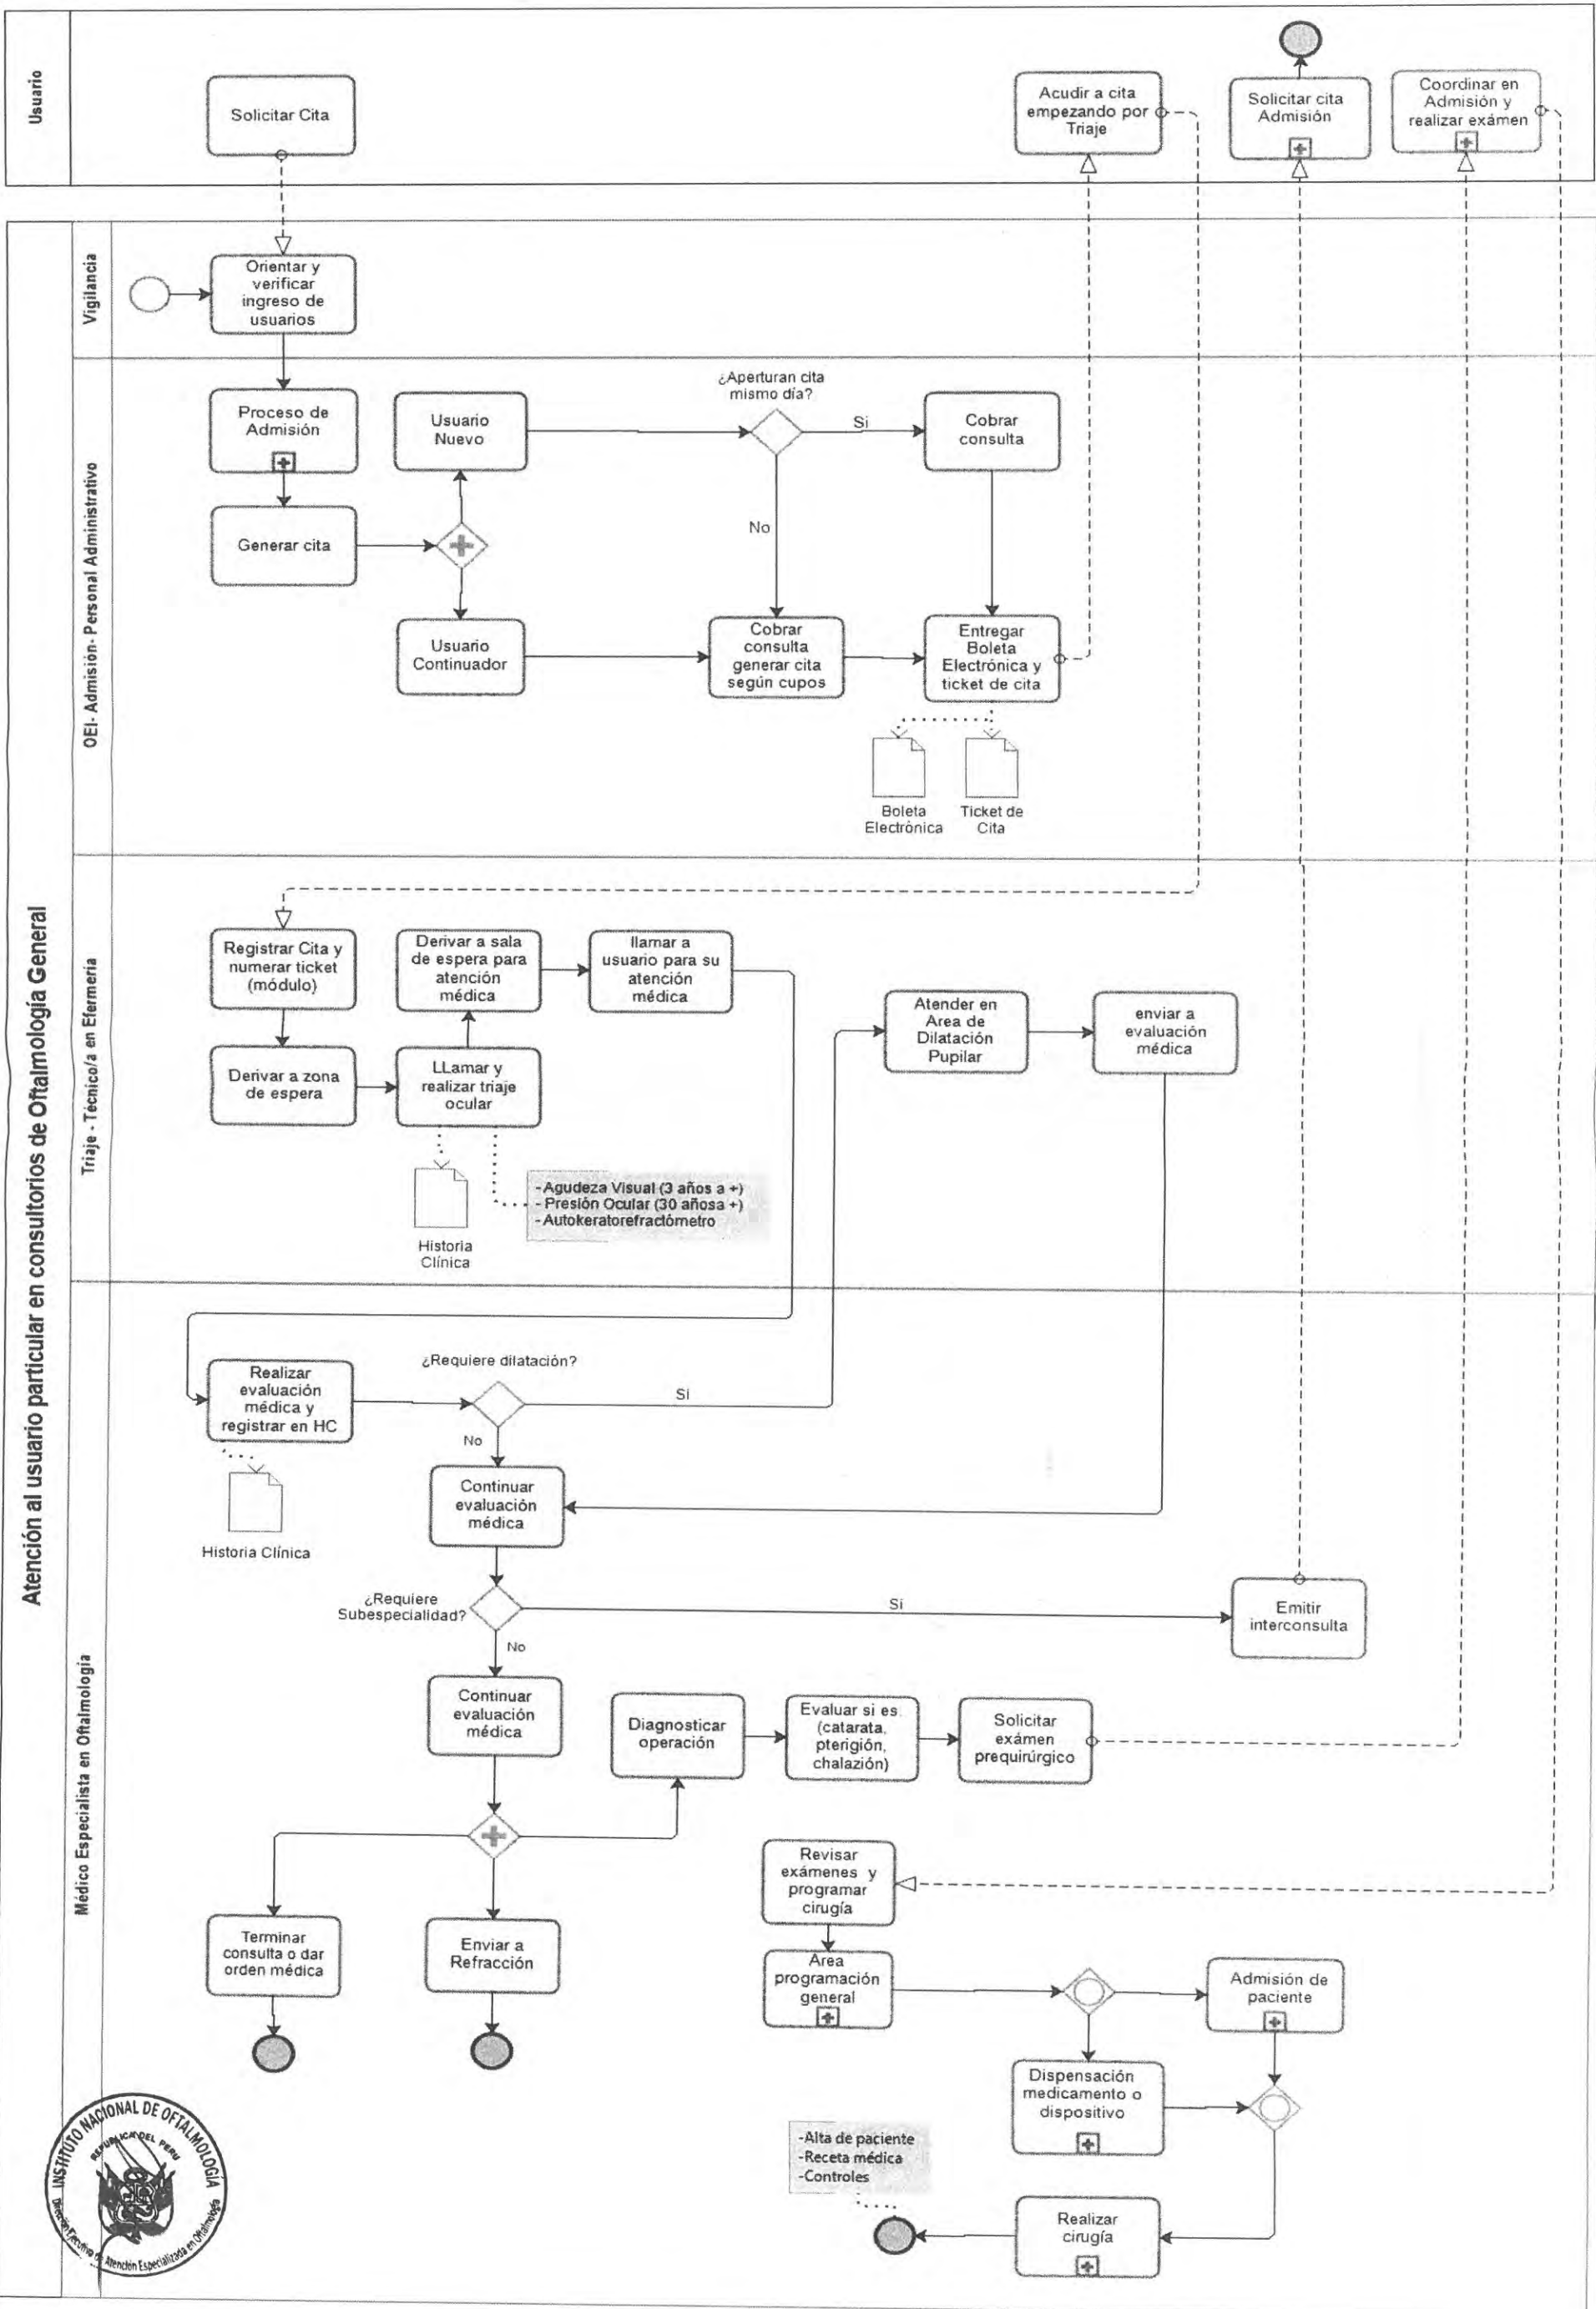 Usuario
Solicitar Cita
Acudir a cita
empezando por
Triaje
Solicitar cita
Admisión
Coordinar en
Admisión y
realizar exámen
Atención al usuario particular en consultorios de Oftalmología General
Vigilancia
Orientar y
verificar
ingreso de
usuarios
OEI- Admisión- Personal Administrativo
Proceso de
Admisión
Generar cita
Usuario
Nuevo
Usuario
Continuador
¿Aperturan cita
mismo día?
Si
No
Cobrar
consulta
Cobrar
consulta
generar cita
según cupos
Entregar
Boleta
Electrónica y
ticket de cita
Boleta
Electrónica
Ticket de
Cita
Triaje - Técnico/a en Efermería
Registrar Cita y
numerar ticket
(módulo)
Derivar a sala
de espera para
atención
médica
llamar a
usuario para su
atención
médica
Derivar a zona
de espera
LLamar y
realizar triaje
ocular
Atender en
Area de
Dilatación
Pupilar
enviar a
evaluación
médica
-Agudeza Visual (3 años a +)
- Presión Ocular (30 añosa +)
-Autokeratorefractómetro
Historia
Clínica
Médico Especialista en Oftalmología
Realizar
evaluación
médica y
registrar en HC
¿Requiere dilatación?
Si
No
Historia Clínica
Continuar
evaluación
médica
¿Requiere
Subespecialidad?
Si
No
Emitir
interconsulta
Continuar
evaluación
médica
Diagnosticar
operación
Evaluar si es
(catarata,
pterigión,
chalazión)
Solicitar
exámen
prequirúrgico
Terminar
consulta o dar
orden médica
Enviar a
Refracción
Revisar
exámenes y
programar
cirugía
Area
programación
general
Admisión de
paciente
Dispensación
medicamento o
dispositivo
-Alta de paciente
-Receta médica
-Controles
Realizar
cirugía
INSTITUTO NACIONAL DE OFTALMOLOGÍA
REPUBLICA DEL PERU
Dirección Ejecutiva de Atención Especializada en Oftalmología